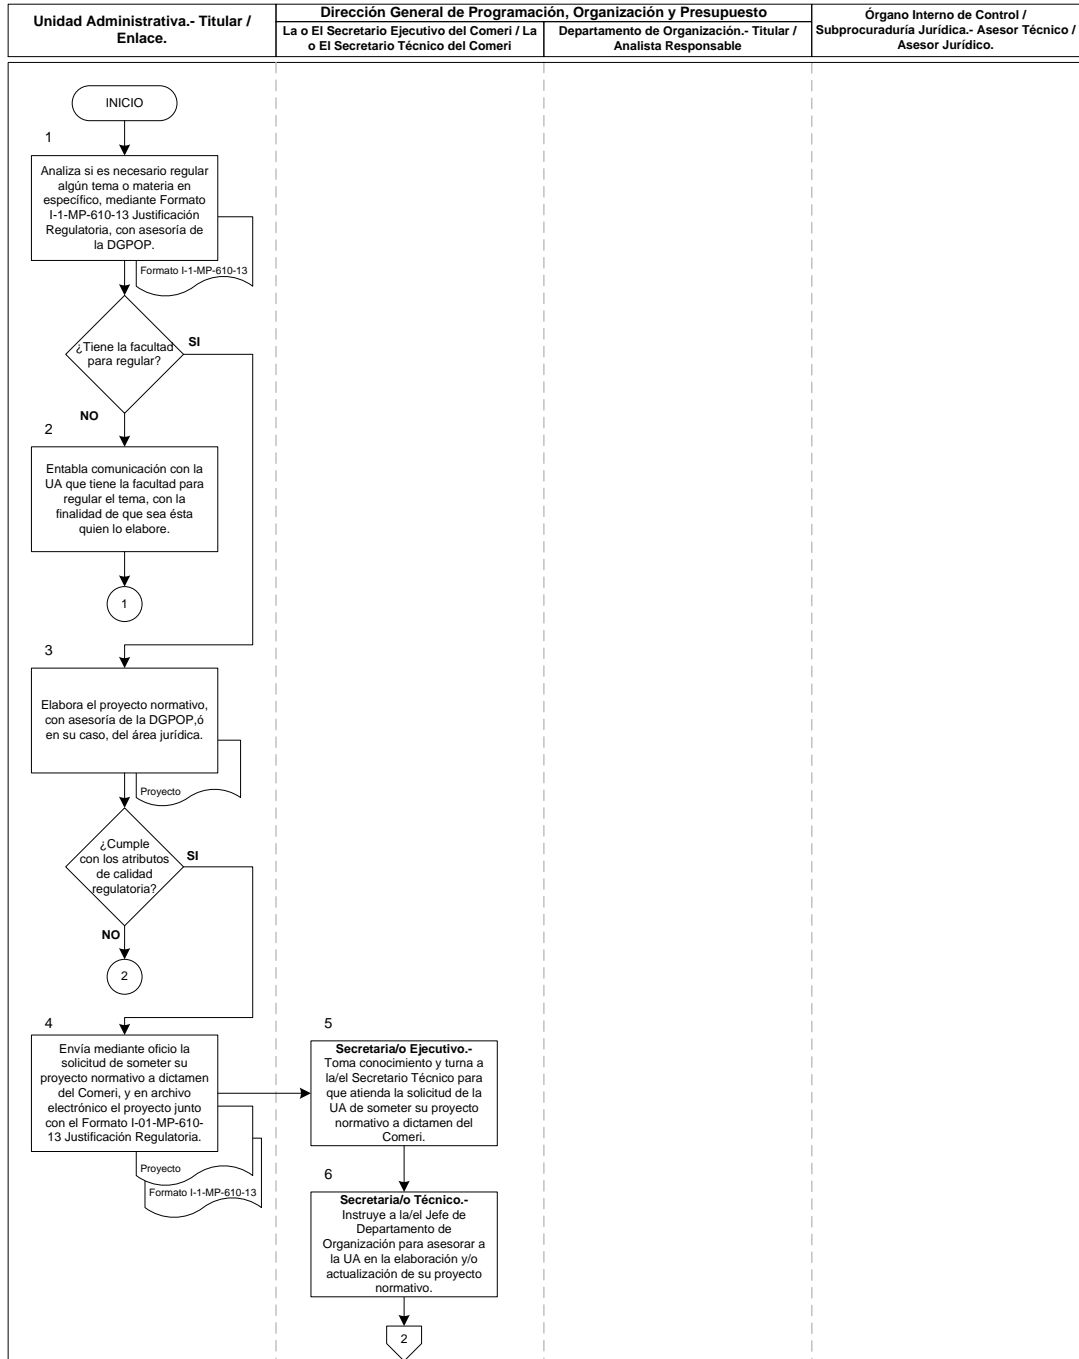 Unidad Administrativa.- Titular /
Enlace.
Dirección General de Programación, Organización y Presupuesto
La o El Secretario Ejecutivo del Comeri / La
o El Secretario Técnico del Comeri
Departamento de Organización.- Titular /
Analista Responsable
Órgano Interno de Control /
Subprocuraduría Jurídica.- Asesor Técnico /
Asesor Jurídico.
INICIO
1
Analiza si es necesario regular
algún tema o materia en
específico, mediante Formato
I-1-MP-610-13 Justificación
Regulatoria, con asesoría de
la DGPOP.
Formato I-1-MP-610-13
¿Tiene la facultad
para regular?
SI
NO
2
Entabla comunicación con la
UA que tiene la facultad para
regular el tema, con la
finalidad de que sea ésta
quien lo elabore.
1
3
Elabora el proyecto normativo,
con asesoría de la DGPOP,ó
en su caso, del área jurídica.
Proyecto
¿Cumple
con los atributos
de calidad
regulatoria?
SI
NO
2
4
Envía mediante oficio la
solicitud de someter su
proyecto normativo a dictamen
del Comeri, y en archivo
electrónico el proyecto junto
con el Formato I-01-MP-610-
13 Justificación Regulatoria.
Proyecto
Formato I-1-MP-610-13
5
Secretaria/o Ejecutivo.-
Toma conocimiento y turna a
la/el Secretario Técnico para
que atienda la solicitud de la
UA de someter su proyecto
normativo a dictamen del
Comeri.
6
Secretaria/o Técnico.-
Instruye a la/el Jefe de
Departamento de
Organización para asesorar a
la UA en la elaboración y/o
actualización de su proyecto
normativo.
2